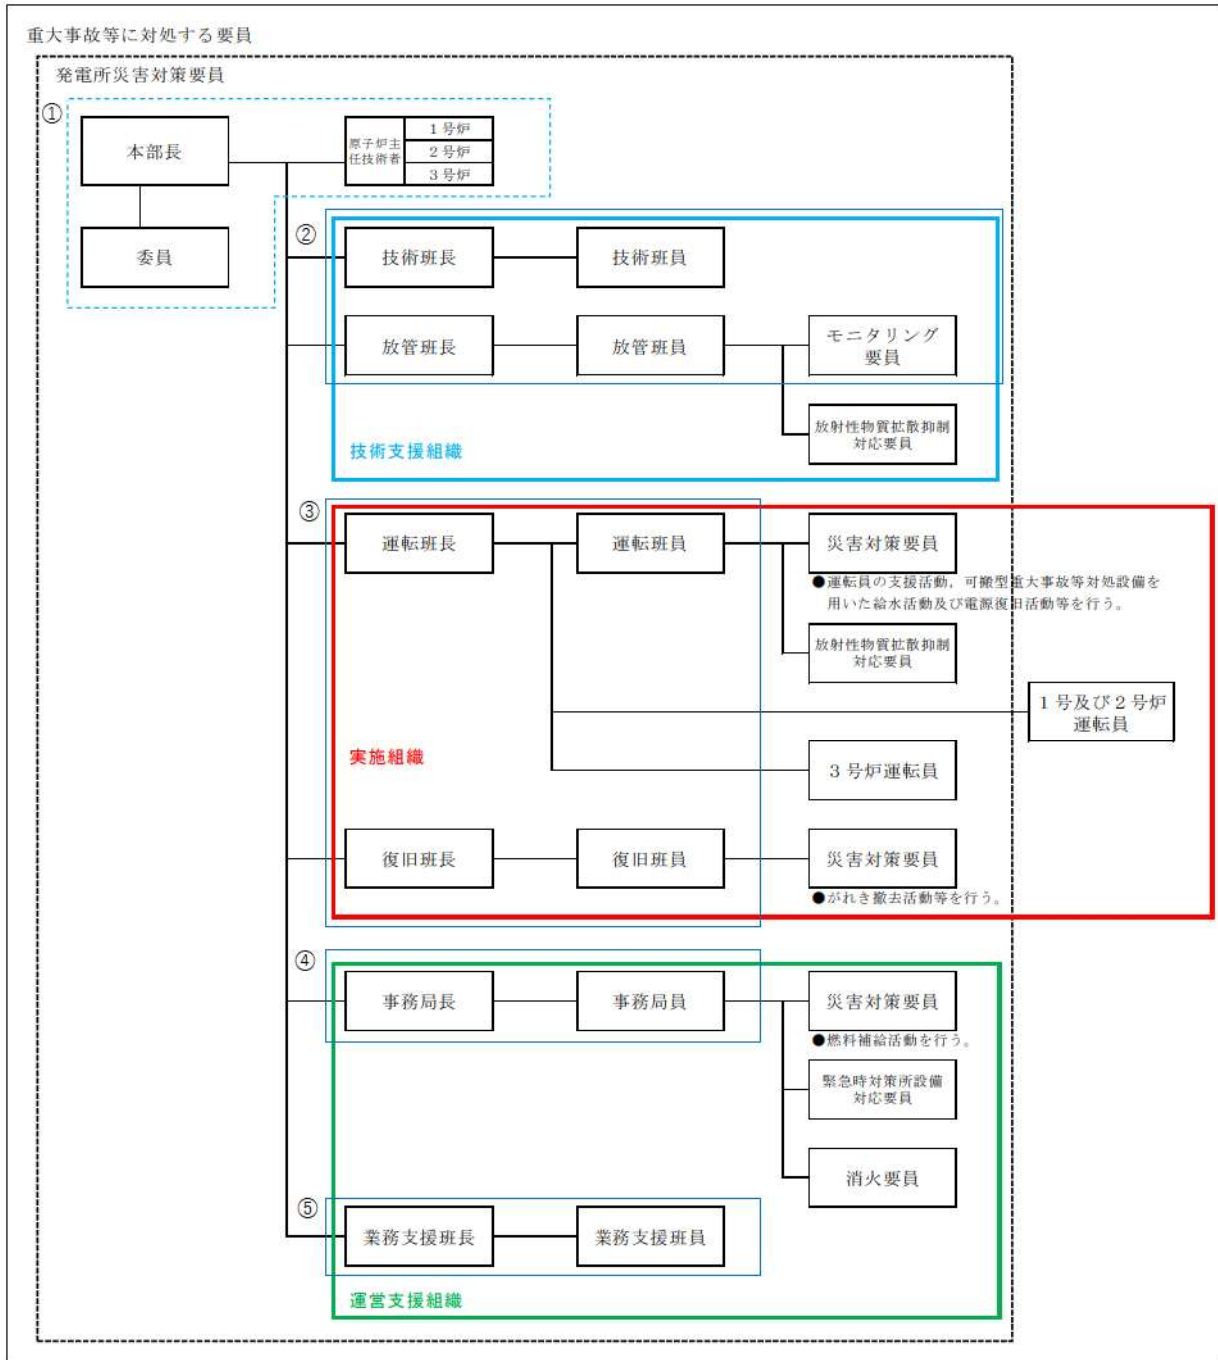 重大事故等に対処する要員
発電所災害対策要員
①
本部長
原子炉主
任技術者
1号炉
2号炉
3号炉
委員
②
技術班長
技術班員
放管班長
放管班員
モニタリング
要員
放射性物質拡散抑制
対応要員
技術支援組織
③
運転班長
運転班員
災害対策要員
●運転員の支援活動，可搬型重大事故等対処設備を
用いた給水活動及び電源復旧活動等を行う。
放射性物質拡散抑制
対応要員
1号及び2号炉
運転員
実施組織
3号炉運転員
復旧班長
復旧班員
災害対策要員
●がれき撤去活動等を行う。
④
事務局長
事務局員
災害対策要員
●燃料補給活動を行う。
緊急時対策所設備
対応要員
消火要員
⑤
業務支援班長
業務支援班員
運営支援組織